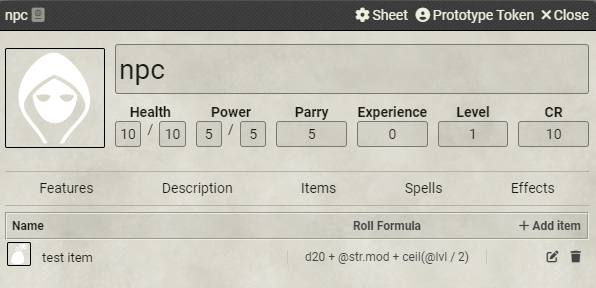 npc Sheet Prototype Token Close
npc
Health Power Parry Experience Level CR
10 / 10 5 / 5 5 0 1 10
Features Description Items Spells Effects
Name Roll Formula + Add item
test item d20 + @str.mod + ceil(@lvl / 2)